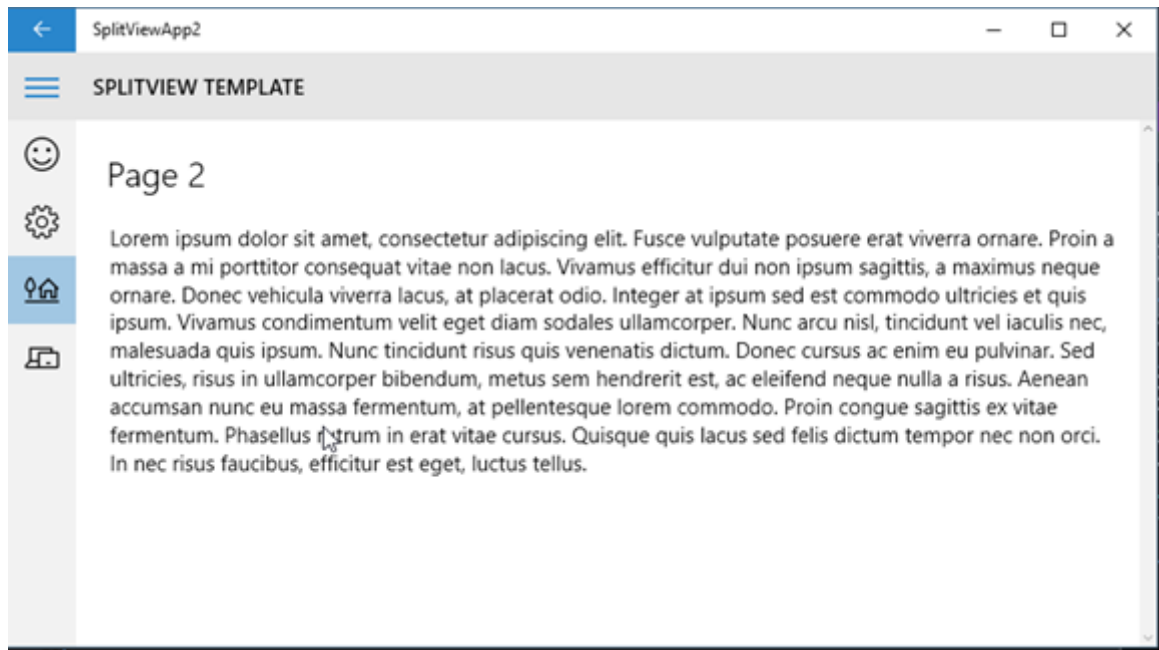 SplitViewApp2
SPLITVIEW TEMPLATE
Page 2
Lorem ipsum dolor sit amet, consectetur adipiscing elit. Fusce vulputate posuere erat viverra ornare. Proin a
massa a mi porttitor consequat vitae non lacus. Vivamus efficitur dui non ipsum sagittis, a maximus neque
ornare. Donec vehicula viverra lacus, at placerat odio. Integer at ipsum sed est commodo ultricies et quis
ipsum. Vivamus condimentum velit eget diam sodales ullamcorper. Nunc arcu nisl, tincidunt vel iaculis nec,
malesuada quis ipsum. Nunc tincidunt risus quis venenatis dictum. Donec cursus ac enim eu pulvinar. Sed
ultricies, risus in ullamcorper bibendum, metus sem hendrerit est, ac eleifend neque nulla a risus. Aenean
accumsan nunc eu massa fermentum, at pellentesque lorem commodo. Proin congue sagittis ex vitae
fermentum. Phasellus rutrum in erat vitae cursus. Quisque quis lacus sed felis dictum tempor nec non orci.
In nec risus faucibus, efficitur est eget, luctus tellus.